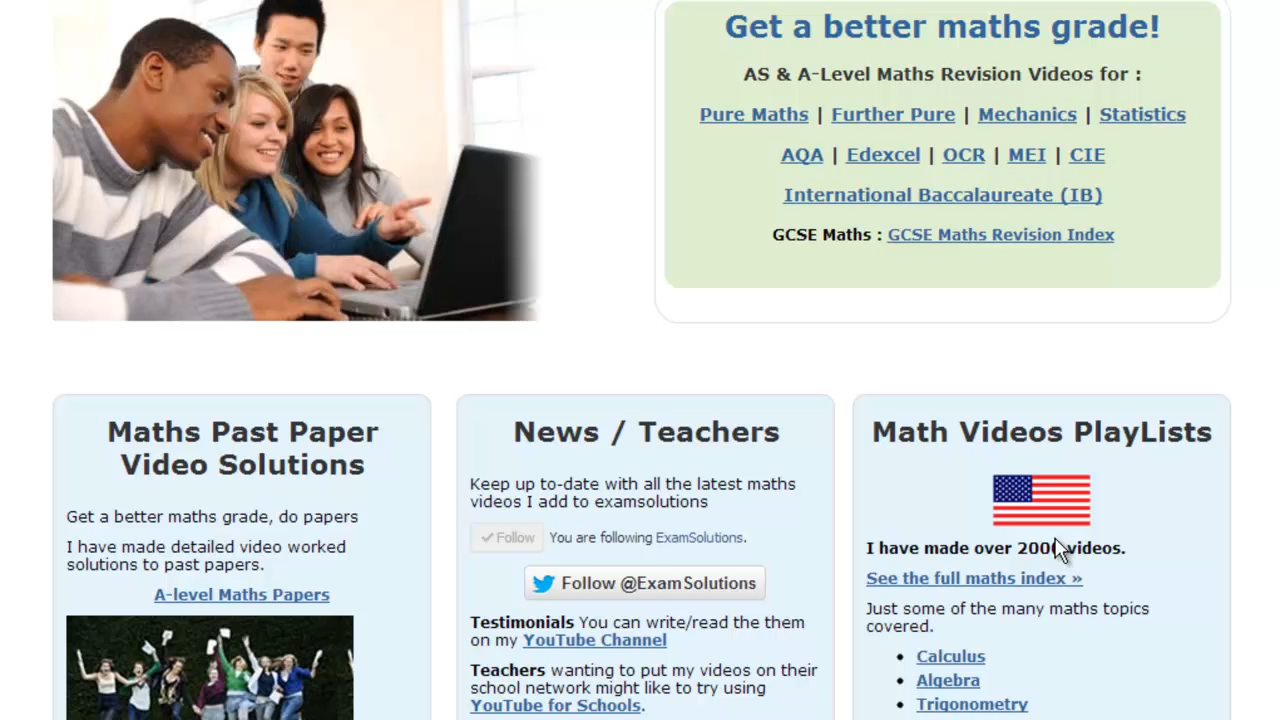 Get a better maths grade!
AS & A-Level Maths Revision Videos for :
Pure Maths | Further Pure | Mechanics | Statistics
AQA | Edexcel | OCR | MEI | CIE
International Baccalaureate (IB)
GCSE Maths : GCSE Maths Revision Index
Maths Past Paper
Video Solutions
Get a better maths grade, do papers
I have made detailed video worked
solutions to past papers.
A-level Maths Papers
News / Teachers
Keep up to-date with all the latest maths
videos I add to examsolutions
Follow You are following ExamSolutions.
Follow @ExamSolutions
Testimonials You can write/read the them
on my YouTube Channel
Teachers wanting to put my videos on their
school network might like to try using
YouTube for Schools.
Math Videos PlayLists
I have made over 2000 videos.
See the full maths index »
Just some of the many maths topics
covered.
• Calculus
• Algebra
• Trigonometry